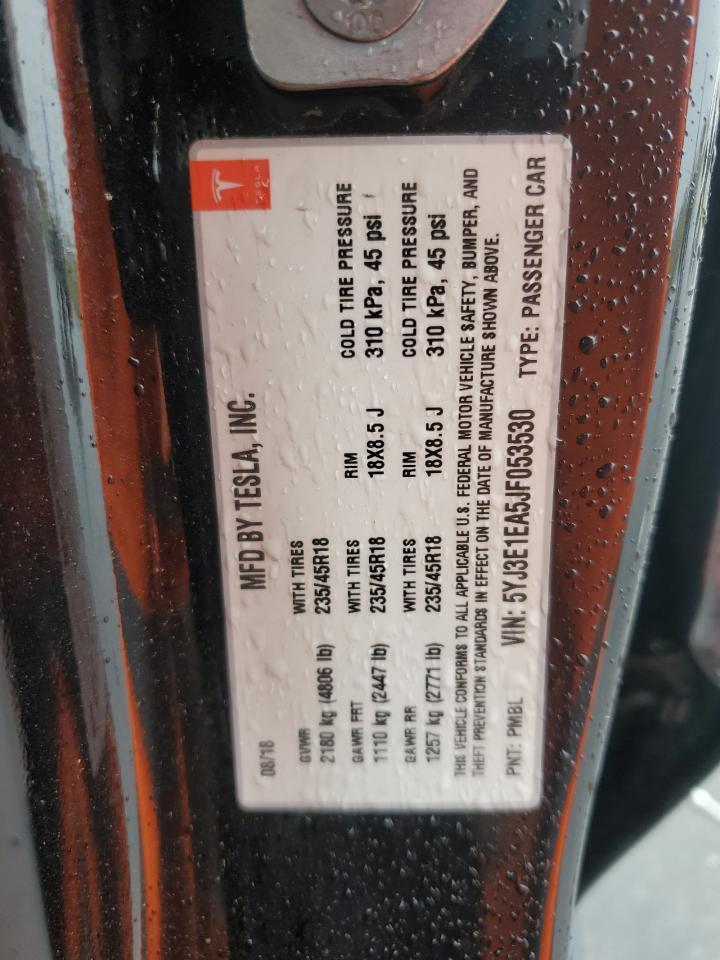 TESLA
MFD BY TESLA, INC.
08/18
GVWR WITH TIRES
2180 kg (4806 lb) 235/45R18
GAWR FRT WITH TIRES RIM COLD TIRE PRESSURE
1110 kg (2447 lb) 235/45R18 18X8.5 J 310 kPa, 45 psi
GAWR RR WITH TIRES RIM COLD TIRE PRESSURE
1257 kg (2771 lb) 235/45R18 18X8.5 J 310 kPa, 45 psi
THIS VEHICLE CONFORMS TO ALL APPLICABLE U.S. FEDERAL MOTOR VEHICLE SAFETY, BUMPER, AND
THEFT PREVENTION STANDARDS IN EFFECT ON THE DATE OF MANUFACTURE SHOWN ABOVE.
PNT: PMBL VIN: 5YJ3E1EA5JF053530 TYPE: PASSENGER CAR